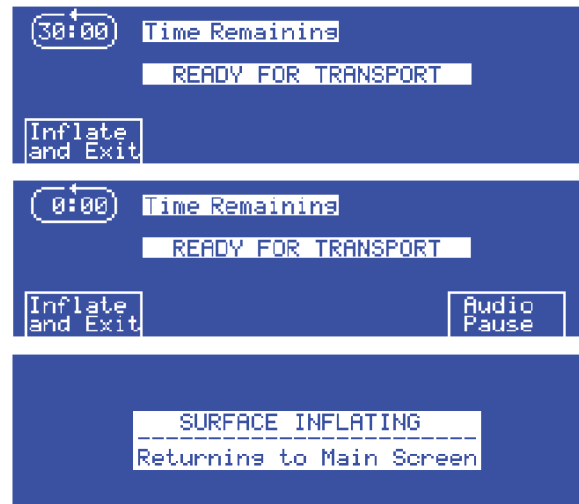 30:00 Time Remaining
READY FOR TRANSPORT
Inflate
and Exit
0:00 Time Remaining
READY FOR TRANSPORT
Inflate Audio
and Exit Pause
SURFACE INFLATING
Returning to Main Screen